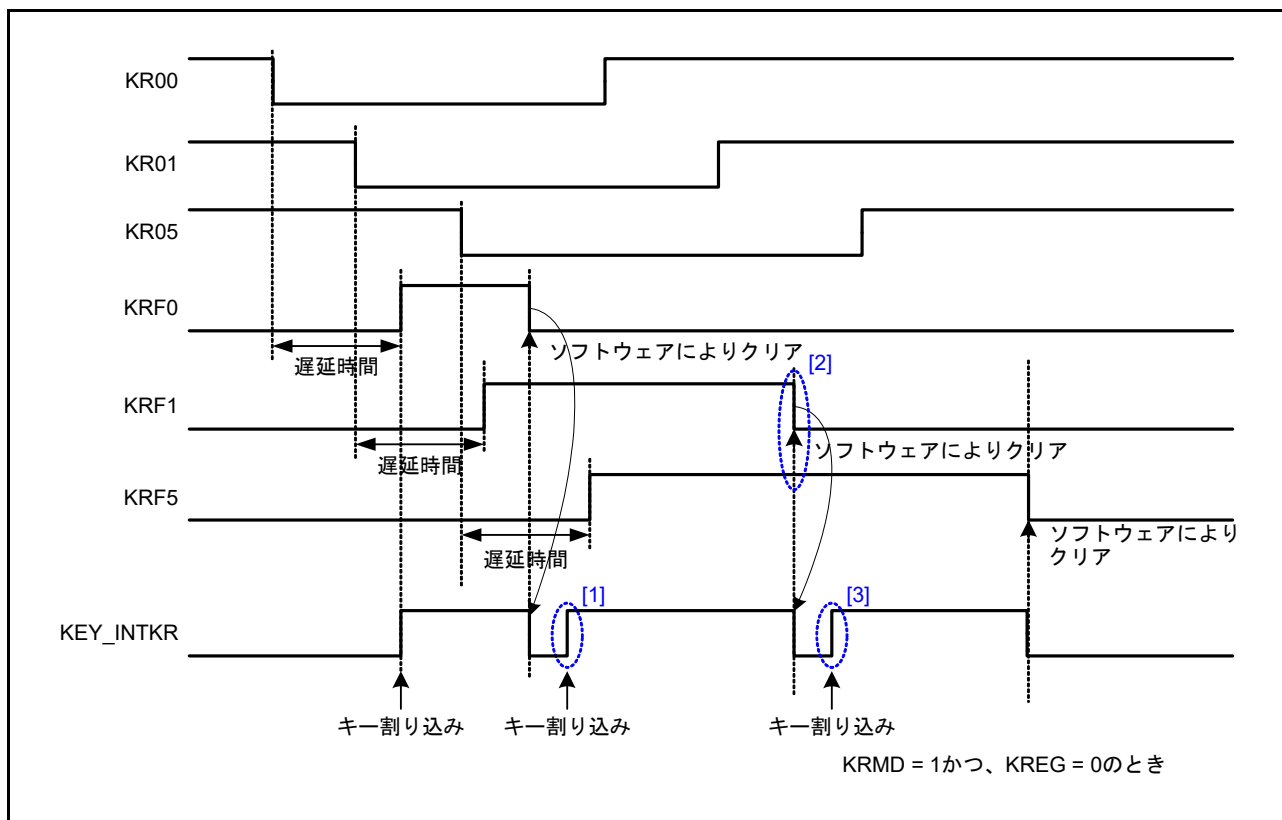 KR00
KR01
KR05
KRF0
遅延時間
ソフトウェアによりクリア
[2]
KRF1
遅延時間
ソフトウェアによりクリア
KRF5
遅延時間
ソフトウェアにより
クリア
[1]
[3]
KEY_INTKR
キー割り込み
キー割り込み
キー割り込み
KRMD = 1かつ、KREG = 0のとき